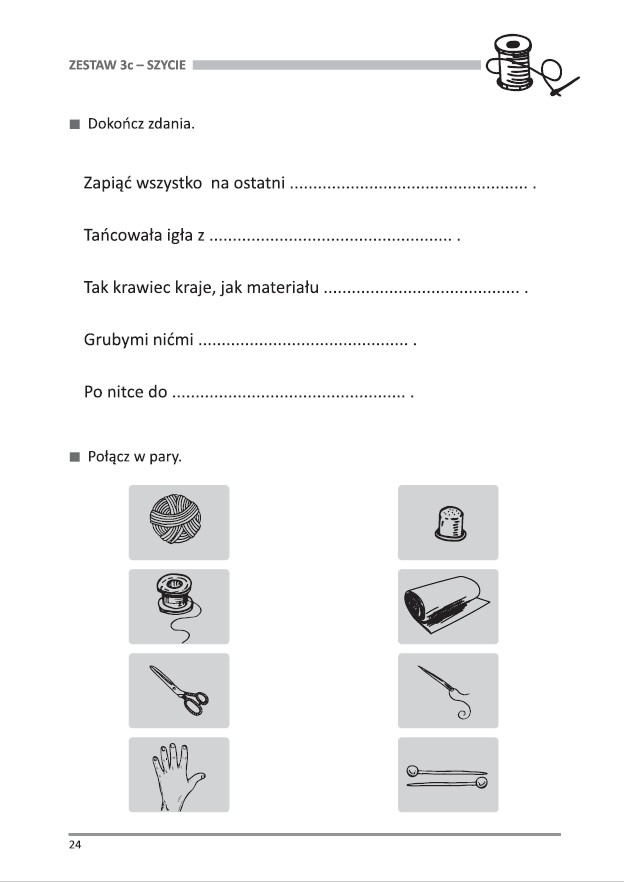 ZESTAW 3c – SZYCIE
■ Dokończ zdania.
Zapiąć wszystko na ostatni ................................................... .
Tańcowała igła z .................................................... .
Tak krawiec kraje, jak materiału .......................................... .
Grubymi nićmi ............................................. .
Po nitce do .................................................. .
■ Połącz w pary.
24